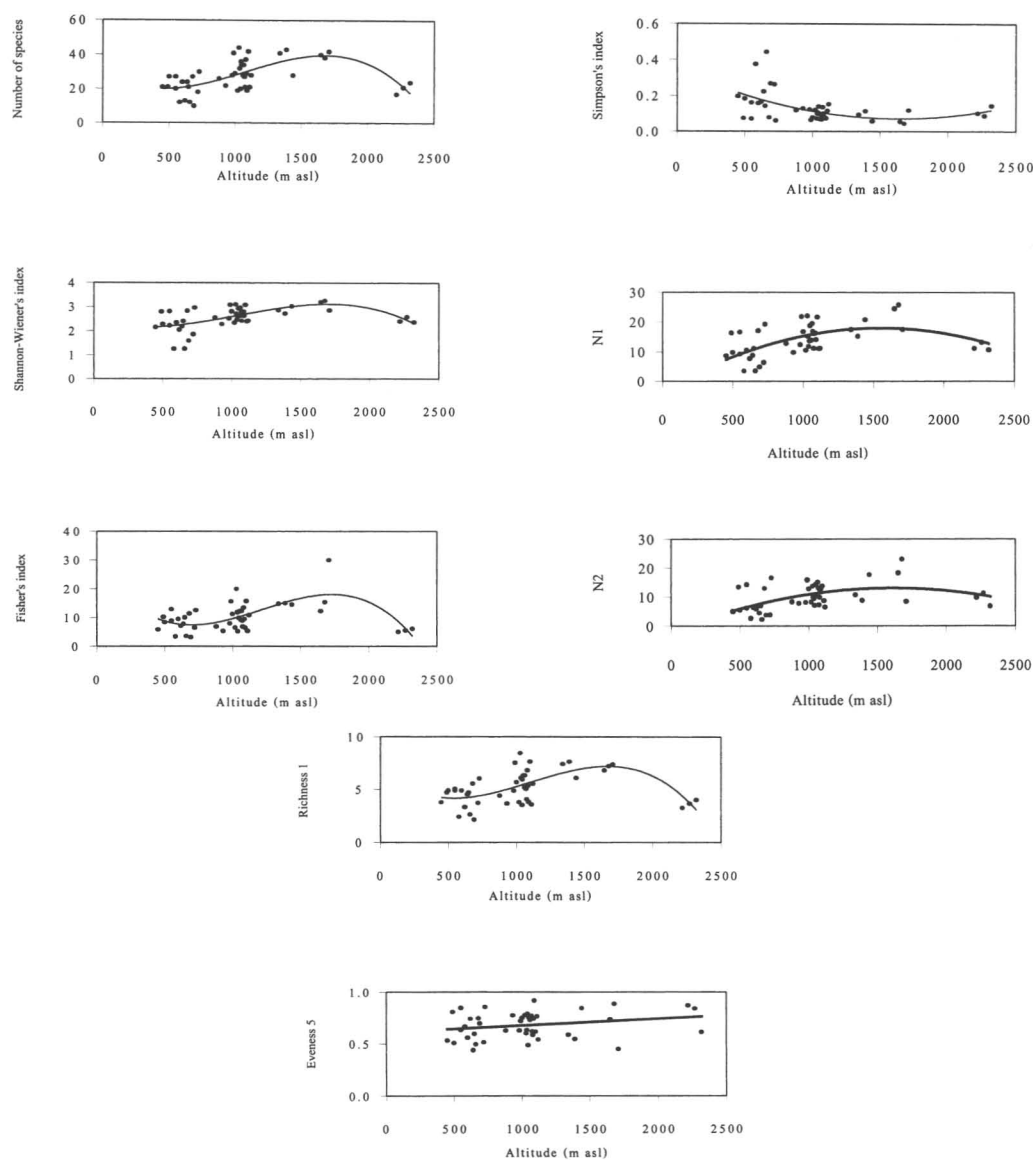 Number of species
60
40
20
0
0 500 1000 1500 2000 2500
Altitude (m asl)
Simpson's index
0.6
0.4
0.2
0.0
0 500 1000 1500 2000 2500
Altitude (m asl)
Shannon-Wiener's index
4
3
2
1
0
0 500 1000 1500 2000 2500
Altitude (m asl)
N1
30
20
10
0
0 500 1000 1500 2000 2500
Altitude (m asl)
Fisher's index
40
30
20
10
0
0 500 1000 1500 2000 2500
Altitude (m asl)
N2
30
20
10
0
0 500 1000 1500 2000 2500
Altitude (m asl)
Richness 1
10
5
0
0 500 1000 1500 2000 2500
Altitude (m asl)
Eveness 5
1.0
0.5
0.0
0 500 1000 1500 2000 2500
Altitude (m asl)